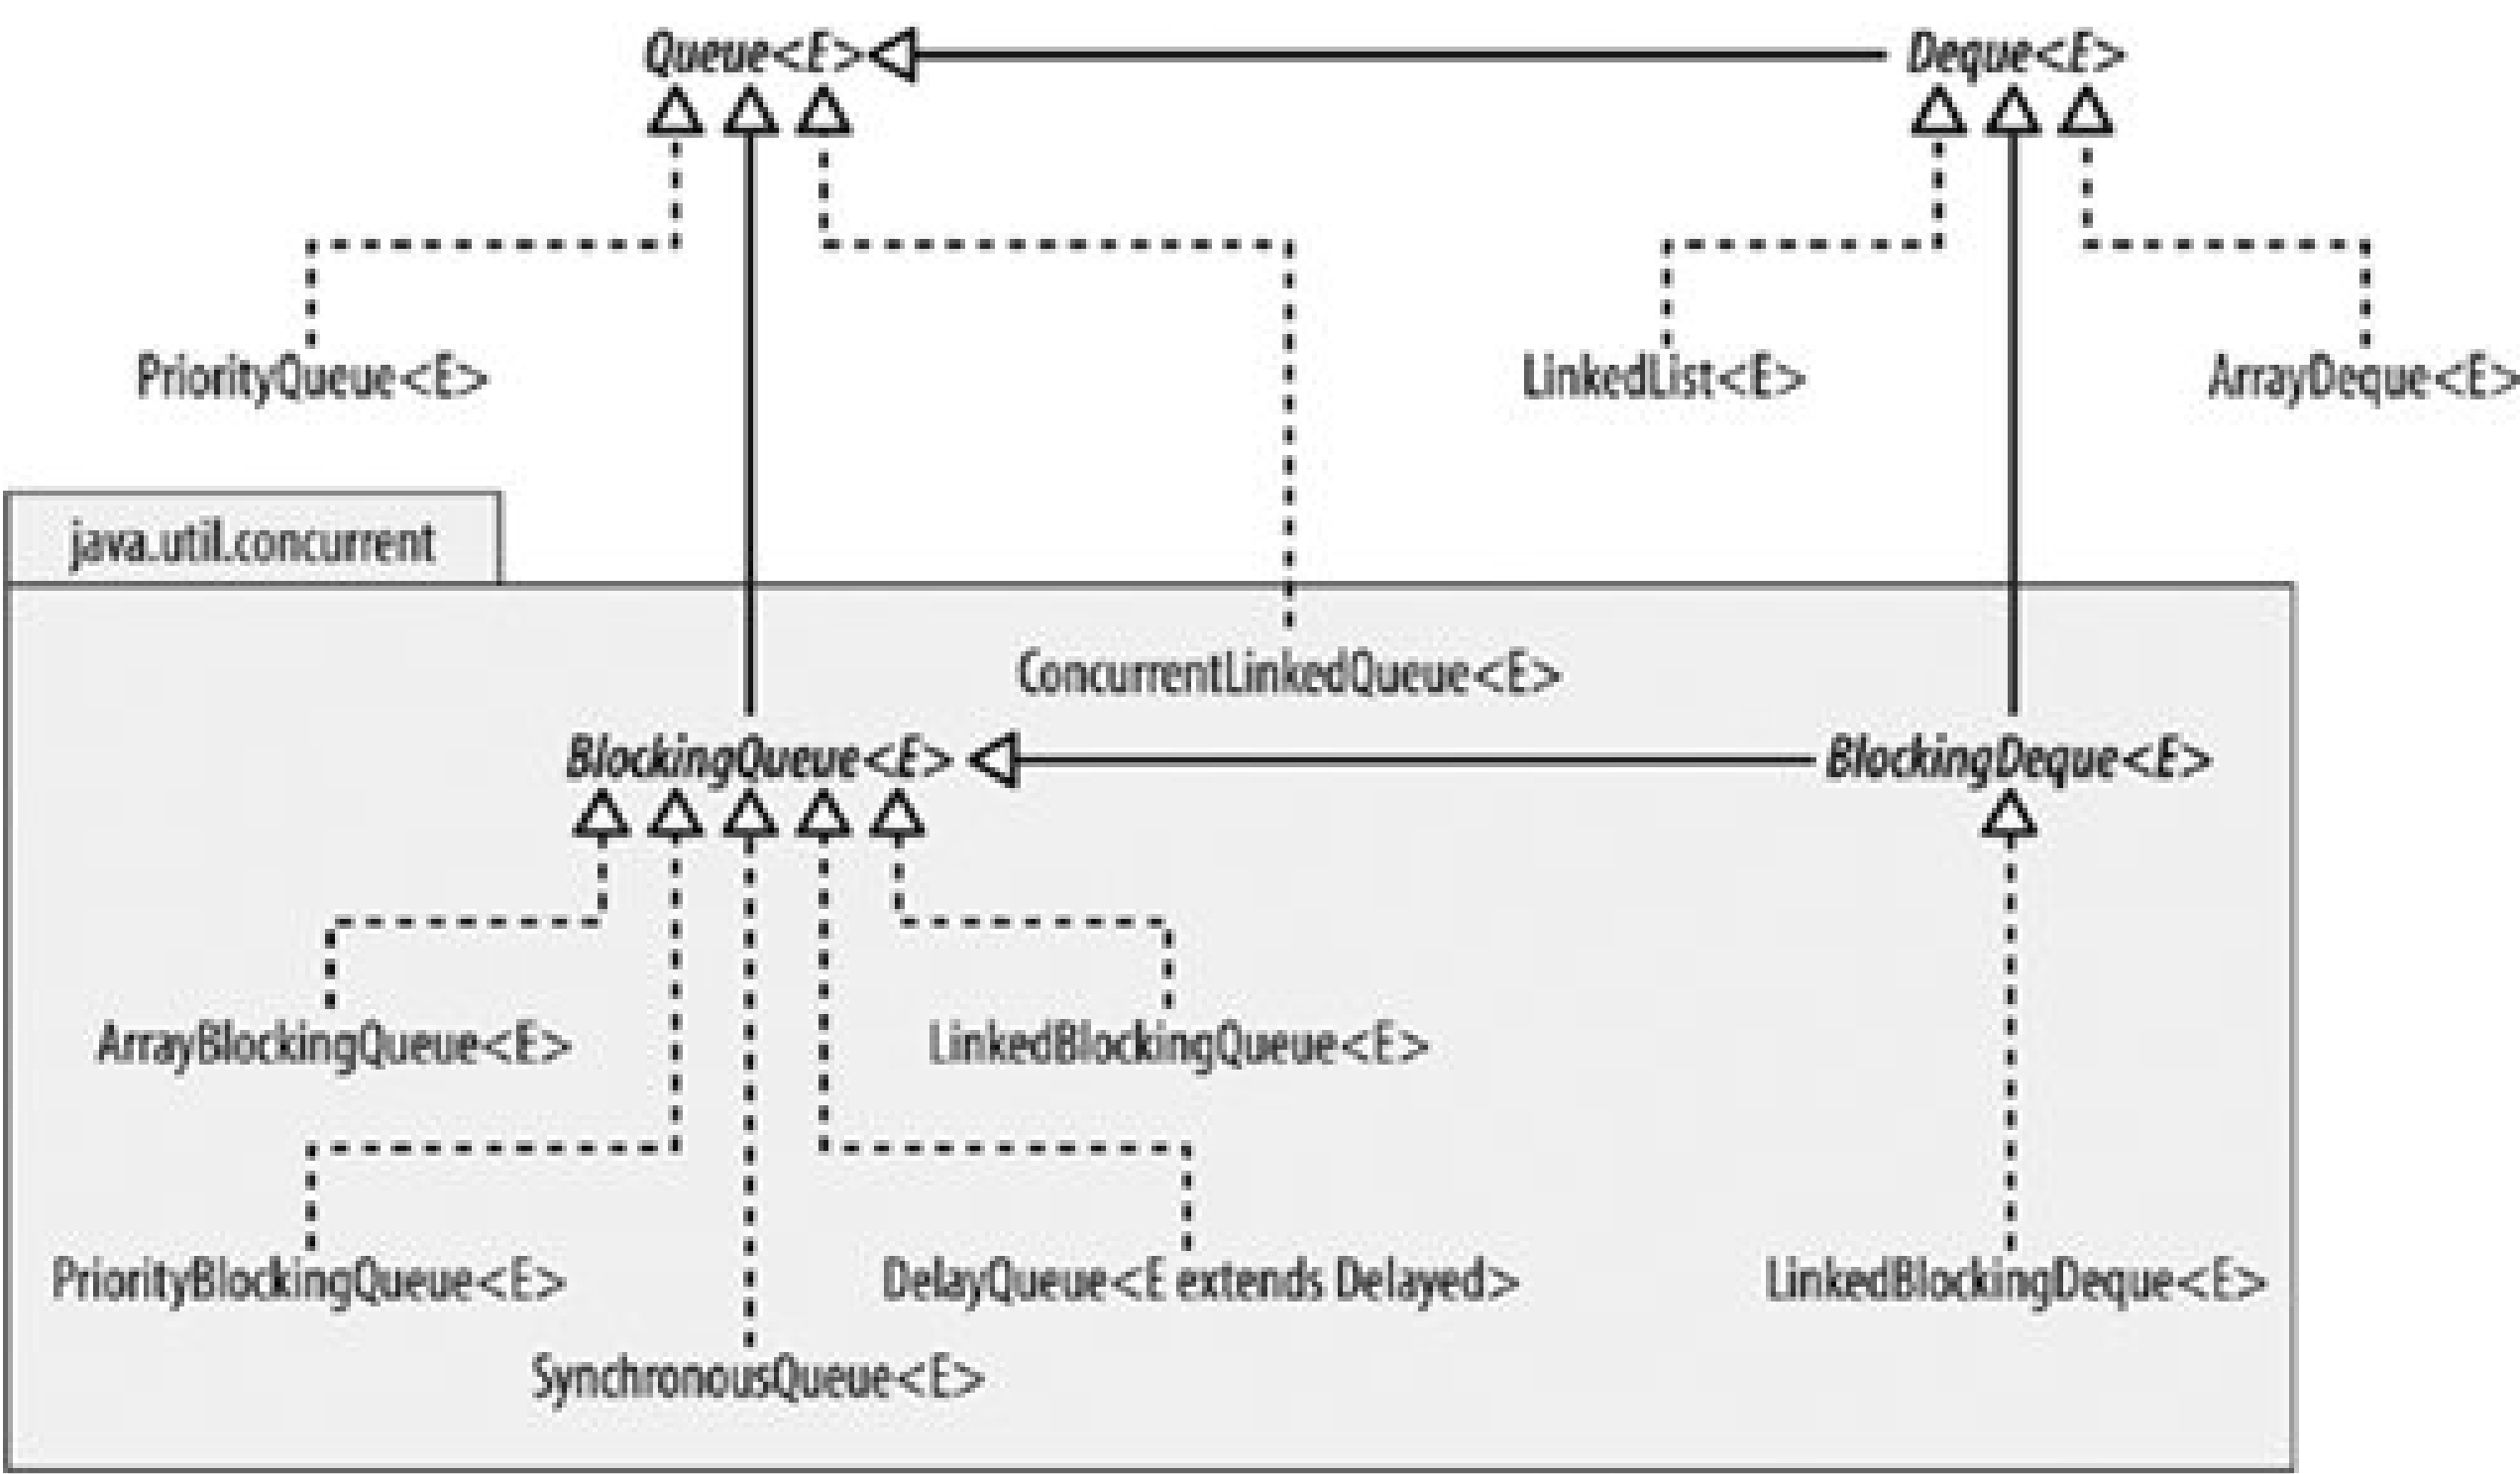 Queue<E>
Deque<E>
PriorityQueue<E>
LinkedList<E>
ArrayDeque<E>
java.util.concurrent
ConcurrentLinkedQueue<E>
BlockingQueue<E>
BlockingDeque<E>
ArrayBlockingQueue<E>
LinkedBlockingQueue<E>
PriorityBlockingQueue<E>
DelayQueue<E extends Delayed>
LinkedBlockingDeque<E>
SynchronousQueue<E>